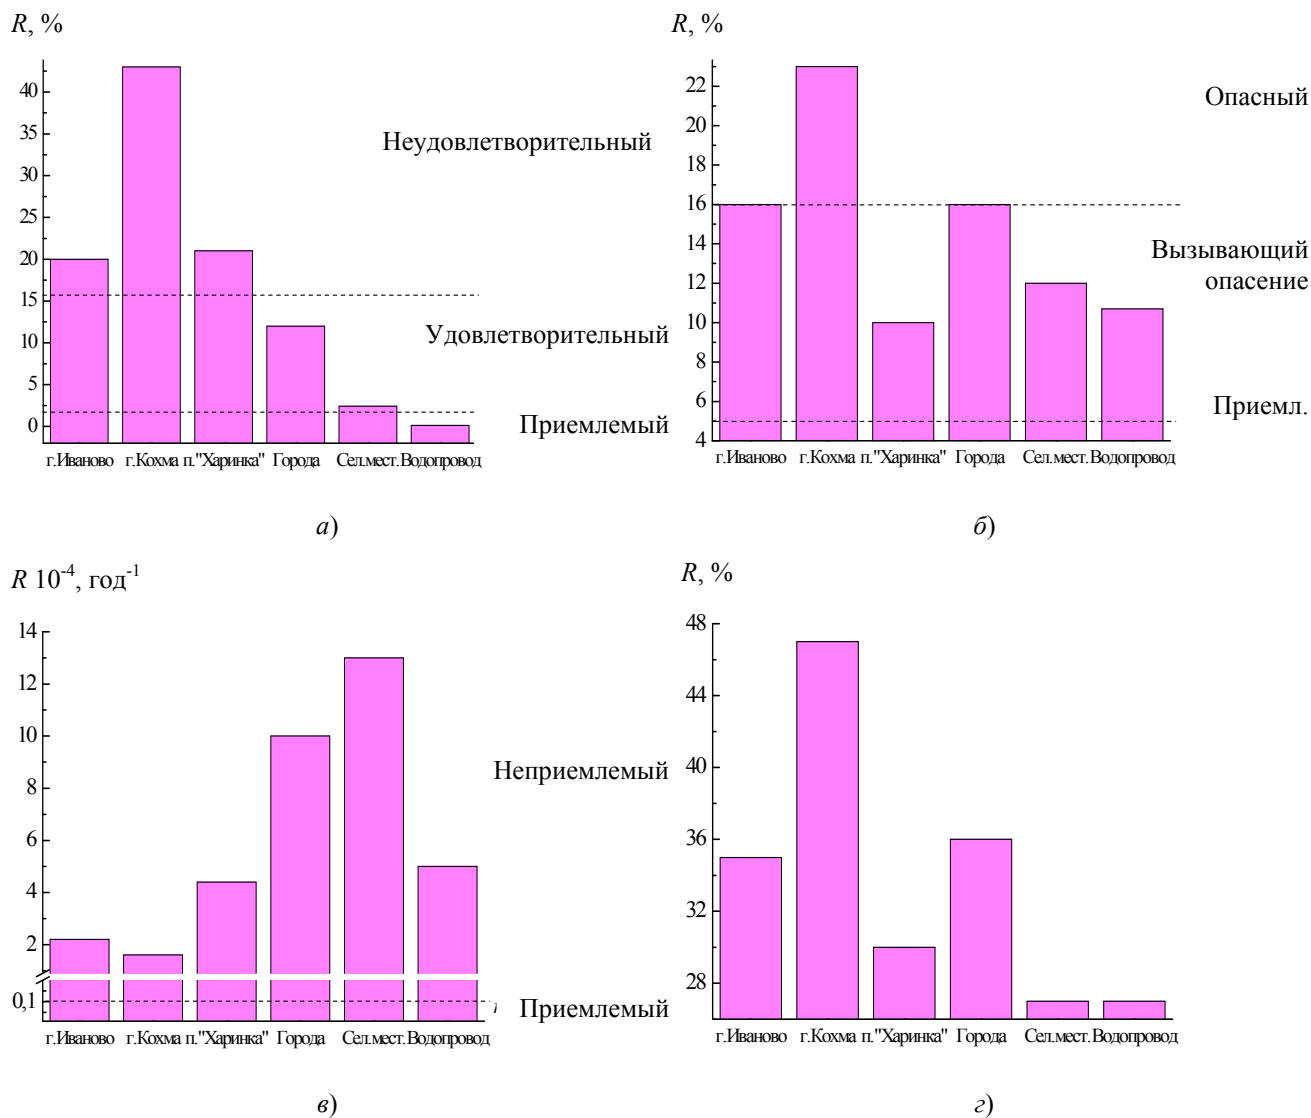 R, %
40
35
30
25
20
15
10
5
0
Неудовлетворительный
Удовлетворительный
Приемлемый
г.Иваново г.Кохма п."Харинка" Города Сел.мест. Водопровод
а)
R, %
22
20
18
16
14
12
10
8
6
4
Опасный
Вызывающий
опасение
Приемл.
г.Иваново г.Кохма п."Харинка" Города Сел.мест. Водопровод
б)
R 10-4, год-1
14
12
10
8
6
4
2
0,1
Неприемлемый
Приемлемый
г.Иваново г.Кохма п."Харинка" Города Сел.мест. Водопровод
в)
R, %
48
44
40
36
32
28
г.Иваново г.Кохма п."Харинка" Города Сел.мест. Водопровод
г)